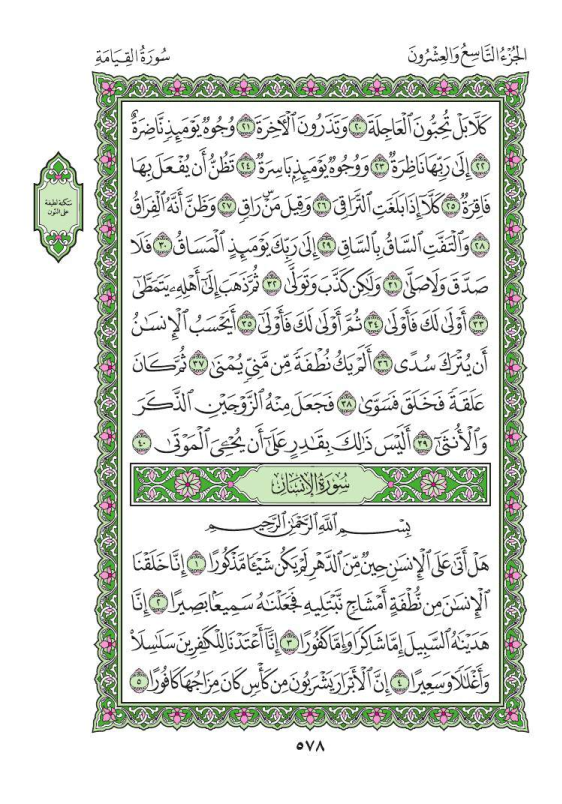 الجُزْءُ التَّاسِعُ وَالعِشْرُونَ
سُورَةُ القِيَامَةِ
كَلَّا بَلۡ تُحِبُّونَ ٱلۡعَاجِلَةَ ٢٠ وَتَذَرُونَ ٱلۡأٓخِرَةَ ٢١ وُجُوهٞ يَوۡمَئِذٖ نَّاضِرَةٌ
٢٢ إِلَىٰ رَبِّهَا نَاظِرَةٞ ٢٣ وَوُجُوهٞ يَوۡمَئِذِۭ بَاسِرَةٞ ٢٤ تَظُنُّ أَن يُفۡعَلَ بِهَا
فَاقِرَةٞ ٢٥ كَلَّآ إِذَا بَلَغَتِ ٱلتَّرَاقِيَ ٢٦ وَقِيلَ مَنۡۜ رَاقٖ ٢٧ وَظَنَّ أَنَّهُ ٱلۡفِرَاقُ
٢٨ وَٱلۡتَفَّتِ ٱلسَّاقُ بِٱلسَّاقِ ٢٩ إِلَىٰ رَبِّكَ يَوۡمَئِذٍ ٱلۡمَسَاقُ ٣٠ فَلَا
صَدَّقَ وَلَا صَلَّىٰ ٣١ وَلَٰكِن كَذَّبَ وَتَوَلَّىٰ ٣٢ ثُمَّ ذَهَبَ إِلَىٰٓ أَهۡلِهِۦ يَتَمَطَّىٰٓ
٣٣ أَوۡلَىٰ لَكَ فَأَوۡلَىٰ ٣٤ ثُمَّ أَوۡلَىٰ لَكَ فَأَوۡلَىٰٓ ٣٥ أَيَحۡسَبُ ٱلۡإِنسَٰنُ
أَن يُتۡرَكَ سُدًى ٣٦ أَلَمۡ يَكُ نُطۡفَةٗ مِّن مَّنِيّٖ يُمۡنَىٰ ٣٧ ثُمَّ كَانَ
عَلَقَةٗ فَخَلَقَ فَسَوَّىٰ ٣٨ فَجَعَلَ مِنۡهُ ٱلزَّوۡجَيۡنِ ٱلذَّكَرَ
وَٱلۡأُنثَىٰٓ ٣٩ أَلَيۡسَ ذَٰلِكَ بِقَٰدِرٍ عَلَىٰٓ أَن يُحۡـِۧيَ ٱلۡمَوۡتَىٰ ٤٠
سُورَةُ الإِنسَانِ
بِسۡمِ ٱللَّهِ ٱلرَّحۡمَٰنِ ٱلرَّحِيمِ
هَلۡ أَتَىٰ عَلَى ٱلۡإِنسَٰنِ حِينٞ مِّنَ ٱلدَّهۡرِ لَمۡ يَكُن شَيۡـٔٗا مَّذۡكُورًا ١ إِنَّا خَلَقۡنَا
ٱلۡإِنسَٰنَ مِن نُّطۡفَةٍ أَمۡشَاجٖ نَّبۡتَلِيهِ فَجَعَلۡنَٰهُ سَمِيعَۢا بَصِيرًا ٢ إِنَّا
هَدَيۡنَٰهُ ٱلسَّبِيلَ إِمَّا شَاكِرٗا وَإِمَّا كَفُورًا ٣ إِنَّآ أَعۡتَدۡنَا لِلۡكَٰفِرِينَ سَلَٰسِلَاْ
وَأَغۡلَٰلٗا وَسَعِيرًا ٤ إِنَّ ٱلۡأَبۡرَارَ يَشۡرَبُونَ مِن كَأۡسٖ كَانَ مِزَاجُهَا كَافُورًا ٥
سكتة لطيفة
على النون
٥٧٨